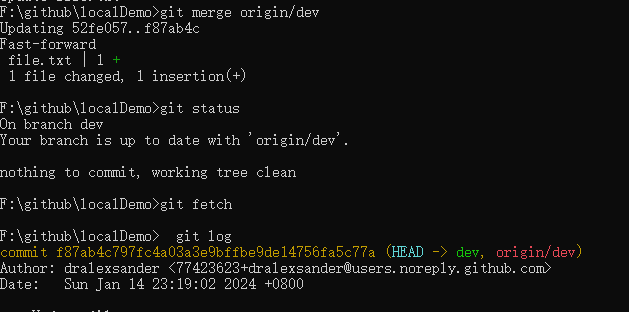 F:\github\localDemo>git merge origin/dev
Updating 52fe057..f87ab4c
Fast-forward
 file.txt | 1 +
 1 file changed, 1 insertion(+)
F:\github\localDemo>git status
On branch dev
Your branch is up to date with 'origin/dev'.
nothing to commit, working tree clean
F:\github\localDemo>git fetch
F:\github\localDemo>  git log
commit f87ab4c797fc4a03a3e9bffbe9de14756fa5c77a (HEAD -> dev, origin/dev)
Author: dralexsander <77423623+dralexsander@users.noreply.github.com>
Date:   Sun Jan 14 23:19:02 2024 +0800